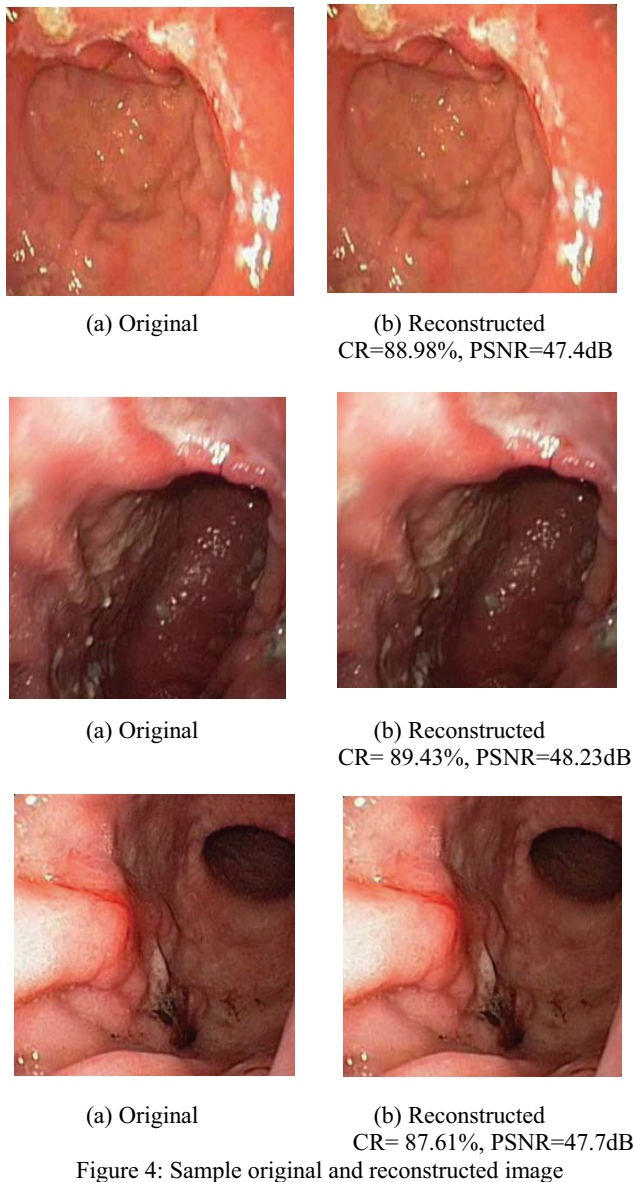 (a) Original
(b) Reconstructed
CR=88.98%, PSNR=47.4dB
(a) Original
(b) Reconstructed
CR= 89.43%, PSNR=48.23dB
(a) Original
(b) Reconstructed
CR= 87.61%, PSNR=47.7dB
Figure 4: Sample original and reconstructed image